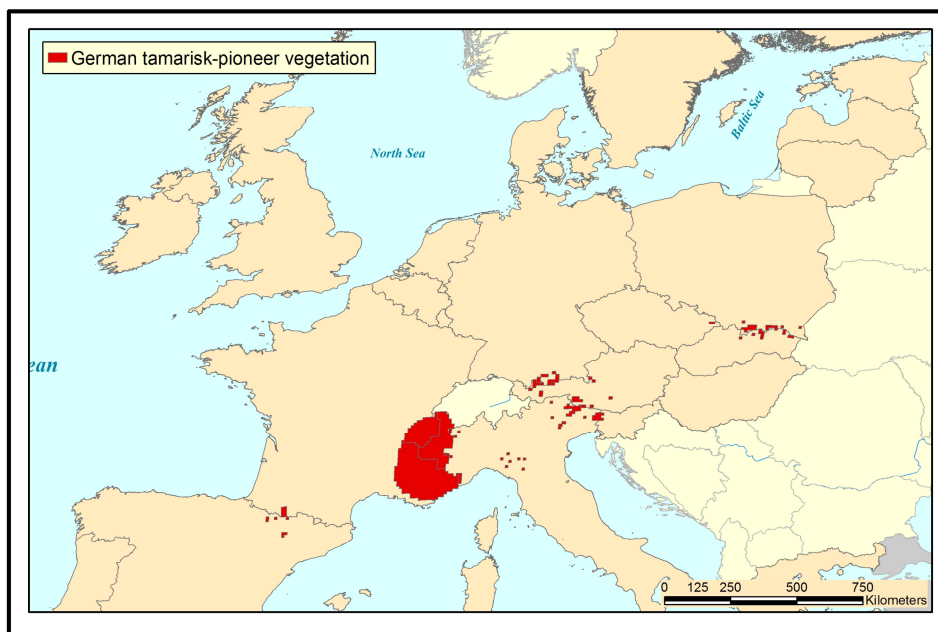 German tamarisk-pioneer vegetation
Baltic Sea
North Sea
ean
0 125 250 500 750
Kilometers